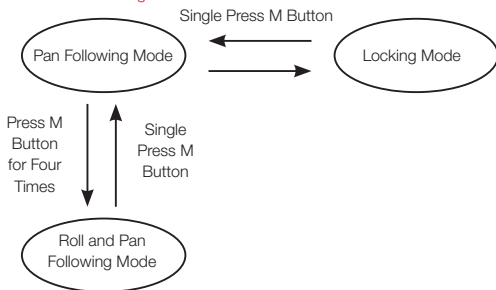 Single Press M Button
Pan Following Mode
Locking Mode
Press M
Button
for Four
Times
Single
Press M
Button
Roll and Pan
Following Mode